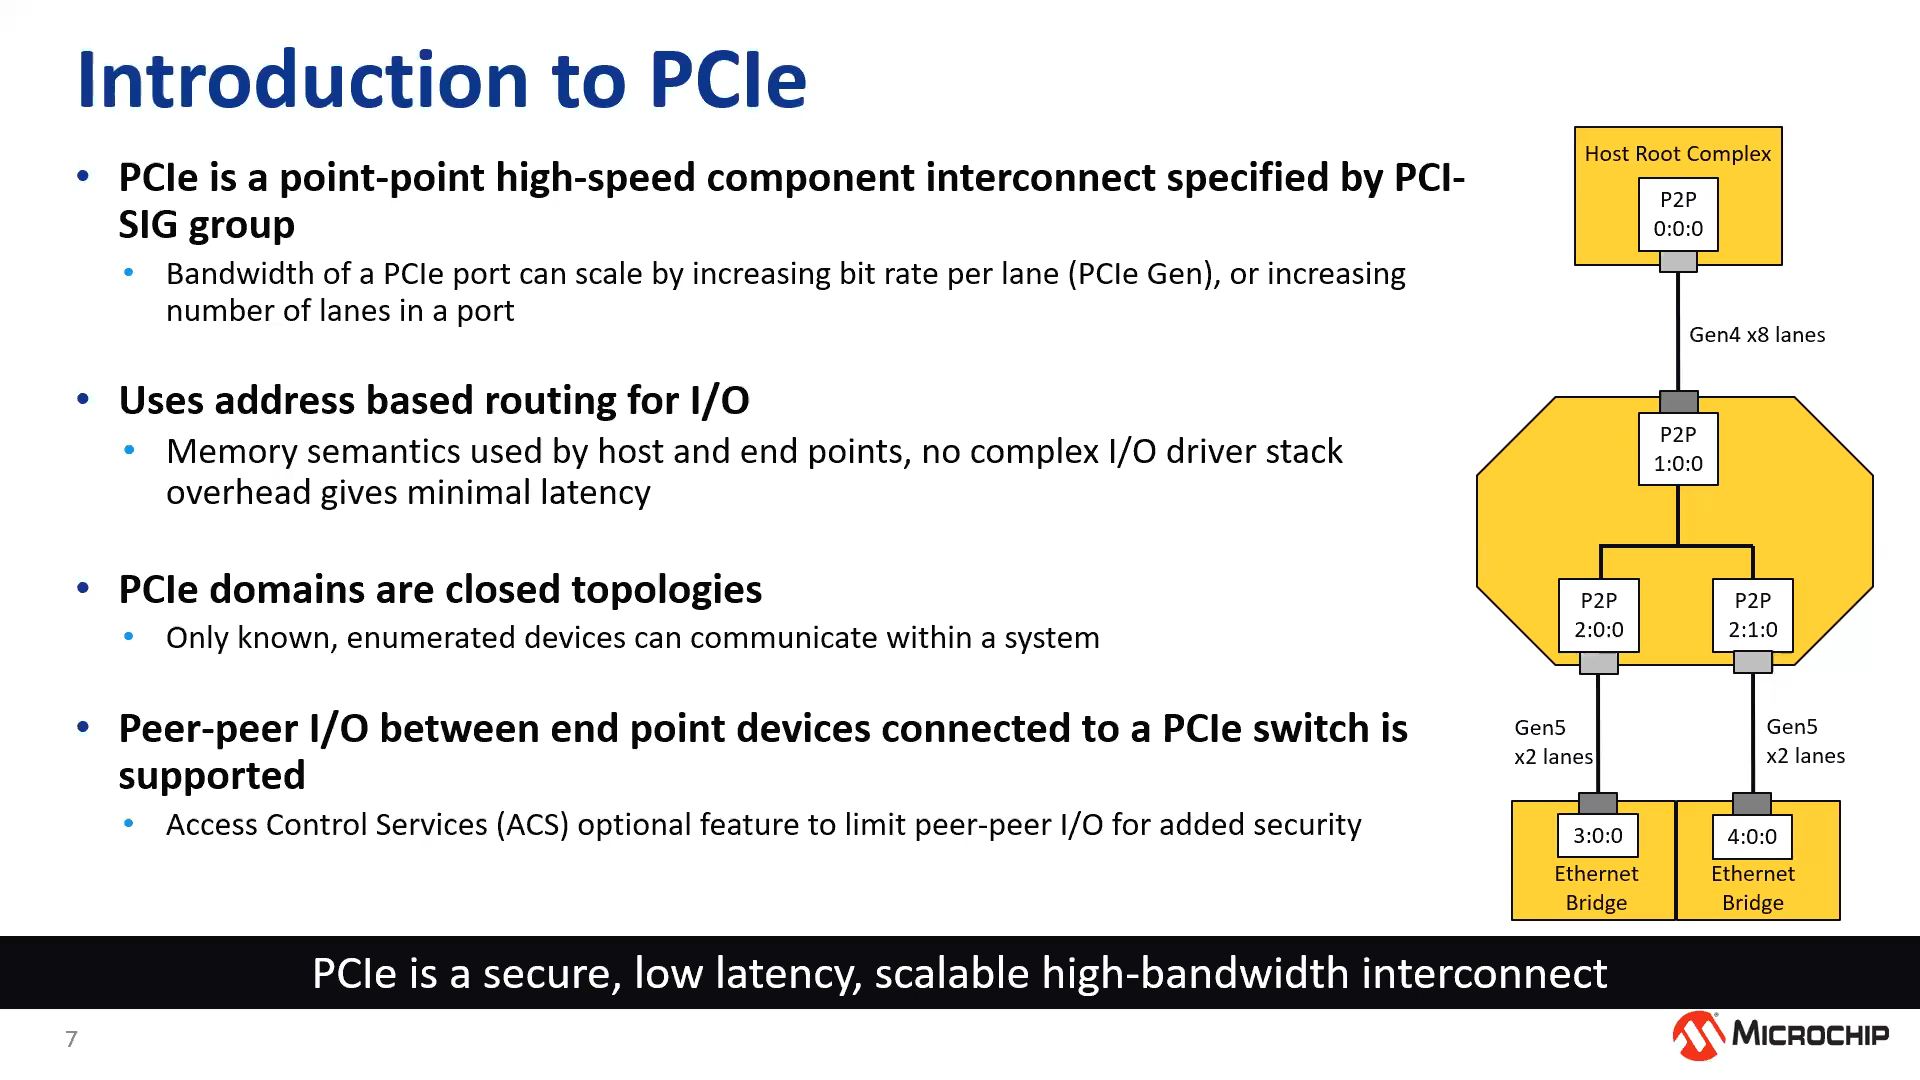 Introduction to PCIe
• PCIe is a point-point high-speed component interconnect specified by PCI-
SIG group
• Bandwidth of a PCIe port can scale by increasing bit rate per lane (PCIe Gen), or increasing
number of lanes in a port
• Uses address based routing for I/O
• Memory semantics used by host and end points, no complex I/O driver stack
overhead gives minimal latency
• PCIe domains are closed topologies
• Only known, enumerated devices can communicate within a system
• Peer-peer I/O between end point devices connected to a PCIe switch is
supported
• Access Control Services (ACS) optional feature to limit peer-peer I/O for added security
Host Root Complex
P2P
0:0:0
Gen4 x8 lanes
P2P
1:0:0
P2P
2:0:0
P2P
2:1:0
Gen5
x2 lanes
Gen5
x2 lanes
3:0:0
Ethernet
Bridge
4:0:0
Ethernet
Bridge
PCIe is a secure, low latency, scalable high-bandwidth interconnect
7
MICROCHIP